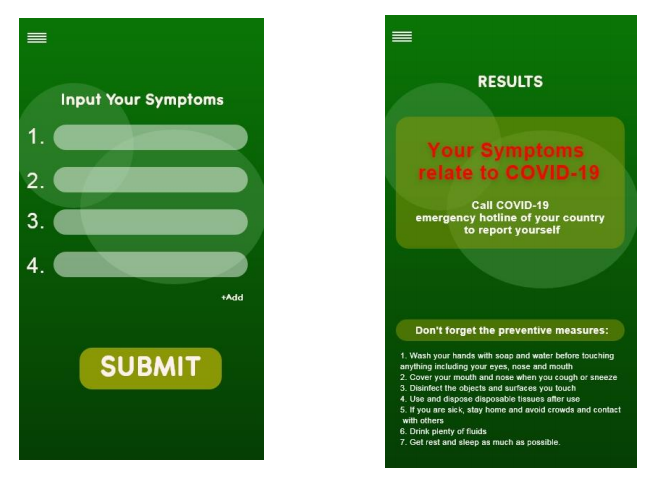 Input Your Symptoms
1.
2.
3.
4.
+Add
SUBMIT
RESULTS
Your Symptoms
relate to COVID-19
Call COVID-19
emergency hotline of your country
to report yourself
Don't forget the preventive measures:
1. Wash your hands with soap and water before touching
anything including your eyes, nose and mouth
2. Cover your mouth and nose when you cough or sneeze
3. Disinfect the objects and surfaces you touch
4. Use and dispose disposable tissues after use
5. If you are sick, stay home and avoid crowds and contact
with others
6. Drink plenty of fluids
7. Get rest and sleep as much as possible.